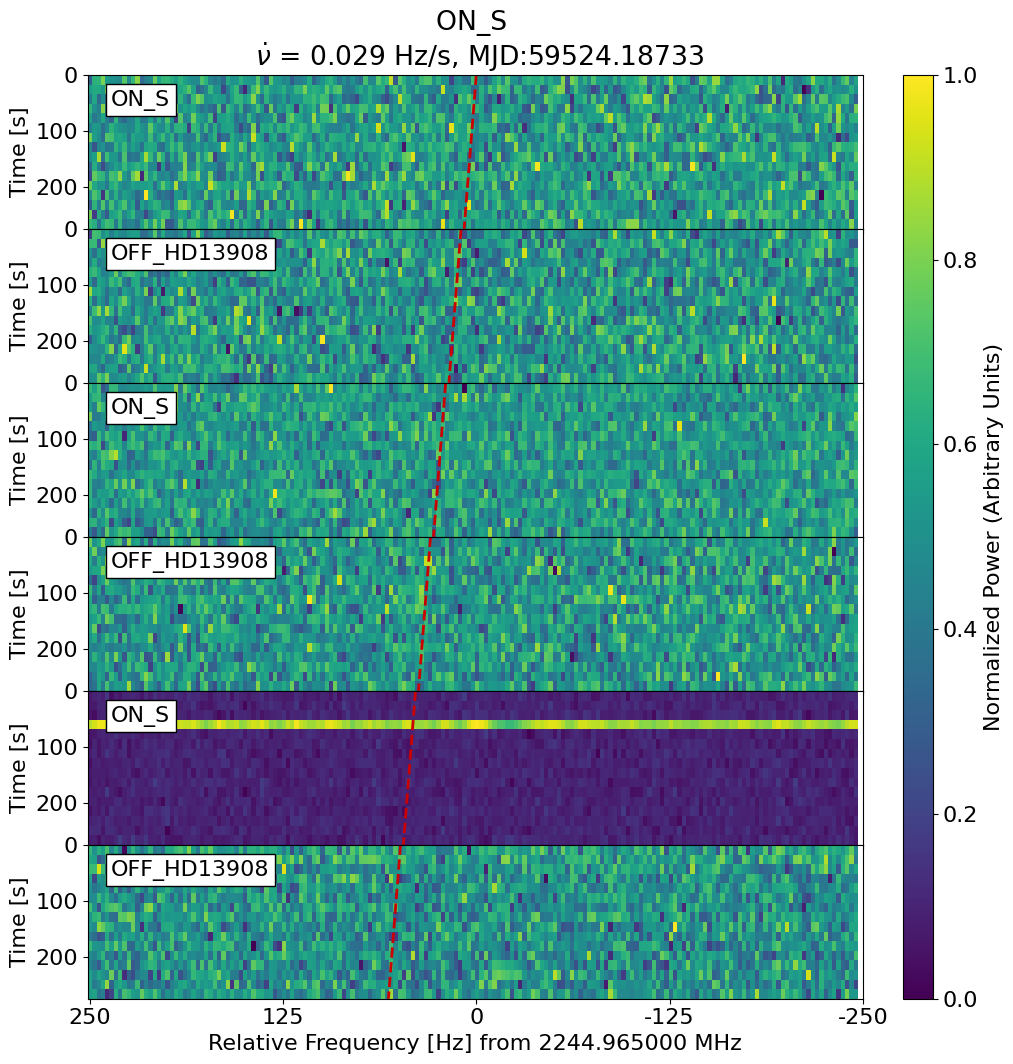 ON_S
ν̇ = 0.029 Hz/s, MJD:59524.18733
0
100
200
Time [s]
ON_S
0
100
200
Time [s]
OFF_HD13908
0
100
200
Time [s]
ON_S
0
100
200
Time [s]
OFF_HD13908
0
100
200
Time [s]
ON_S
0
100
200
Time [s]
OFF_HD13908
250 125 0 -125 -250
Relative Frequency [Hz] from 2244.965000 MHz
1.0
0.8
0.6
0.4
0.2
0.0
Normalized Power (Arbitrary Units)